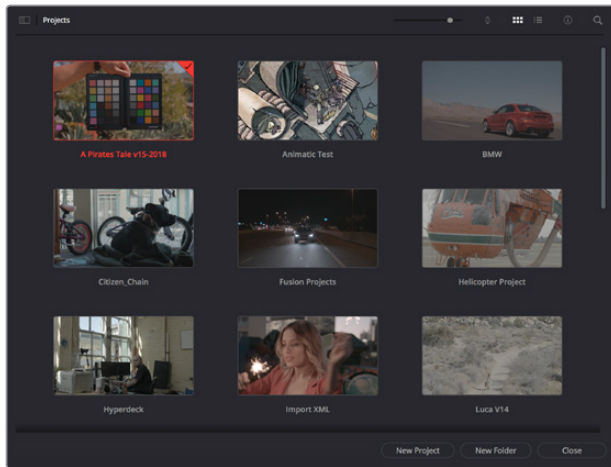 Projects
A Pirates Tale v15-2018
Animatic Test
BMW
Citizen_Chain
Fusion Projects
Helicopter Project
Hyperdeck
Import XML
Luca V14
New Project
New Folder
Close